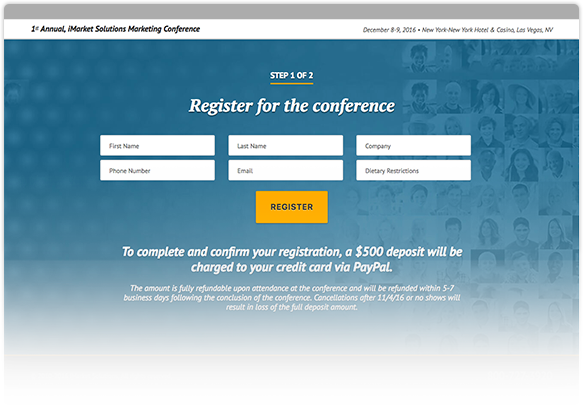 1st Annual, iMarket Solutions Marketing Conference
December 8-9, 2016 • New York-New York Hotel & Casino, Las Vegas, NV
STEP 1 OF 2
Register for the conference
First Name
Last Name
Company
Phone Number
Email
Dietary Restrictions
REGISTER
To complete and confirm your registration, a $500 deposit will be
charged to your credit card via PayPal.
The amount is fully refundable upon attendance at the conference and will be refunded within 5-7
business days following the conclusion of the conference. Cancellations after 11/4/16 or no shows will
result in loss of the full deposit amount.